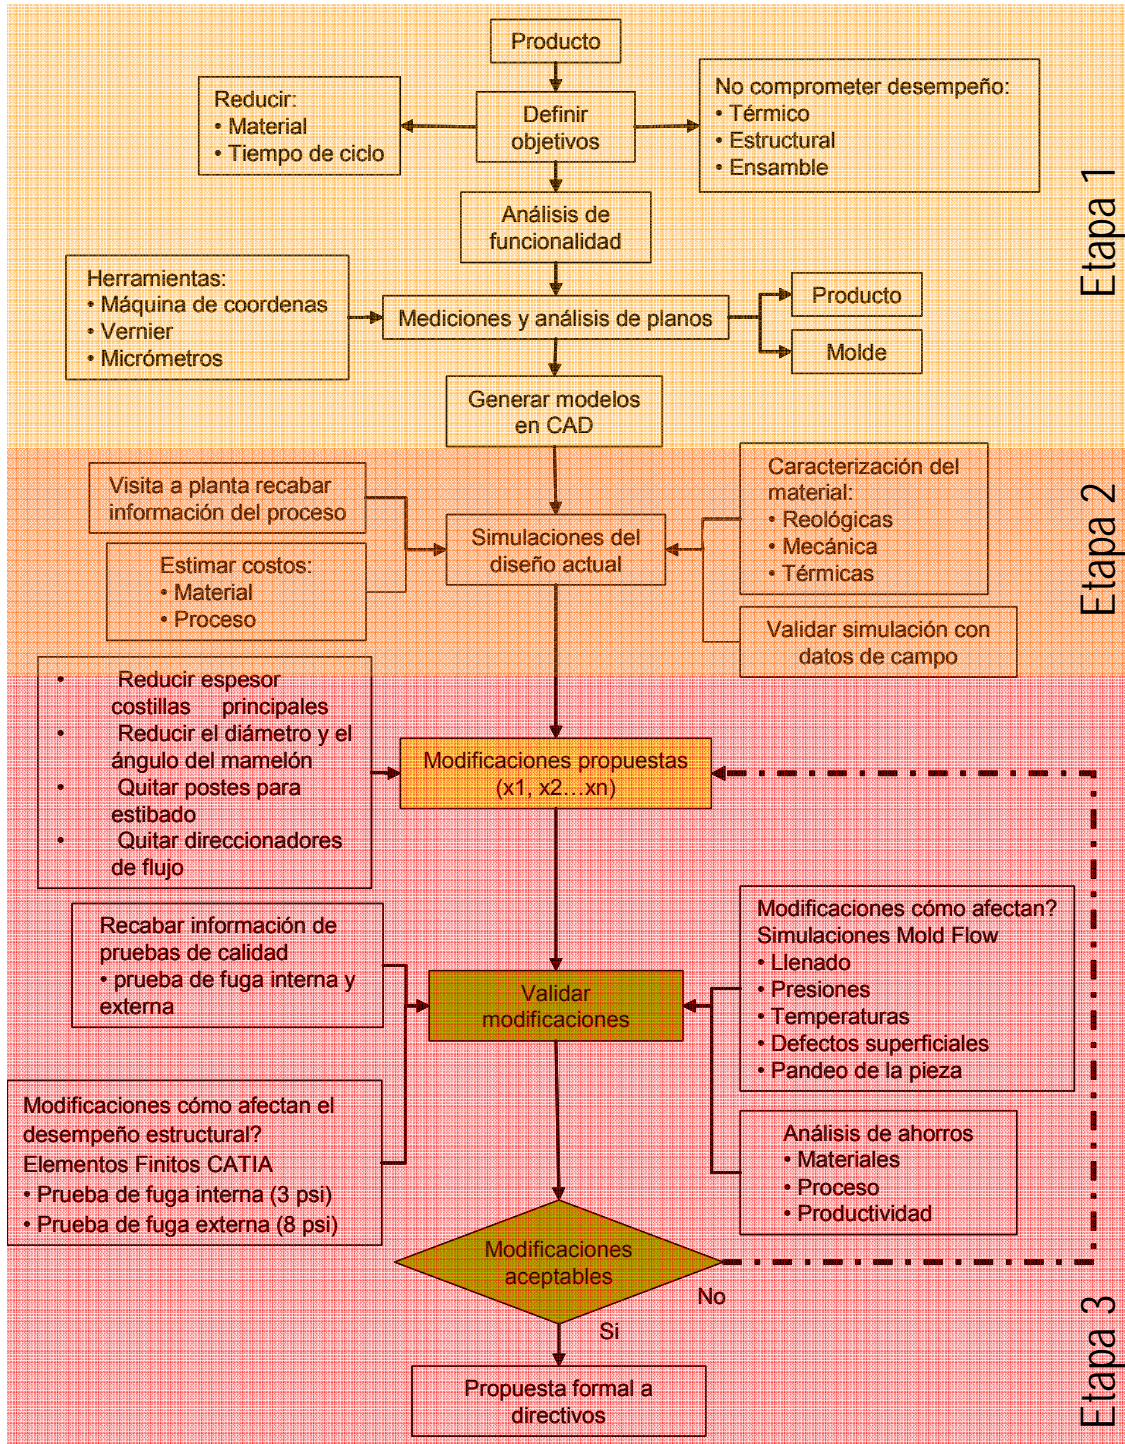 Producto
Reducir:
• Material
• Tiempo de ciclo
Definir
objetivos
No comprometer desempeño:
• Térmico
• Estructural
• Ensamble
Análisis de
funcionalidad
Etapa 1
Herramientas:
• Máquina de coordenas
• Vernier
• Micrómetros
Mediciones y análisis de planos
Producto
Molde
Generar modelos
en CAD
Visita a planta recabar
información del proceso
Estimar costos:
• Material
• Proceso
Simulaciones del
diseño actual
Caracterización del
material:
• Reológicas
• Mecánica
• Térmicas
Validar simulación con
datos de campo
Etapa 2
• Reducir espesor
costillas principales
• Reducir el diámetro y el
ángulo del mamelón
• Quitar postes para
estibado
• Quitar direccionadores
de flujo
Modificaciones propuestas
(x1, x2...xn)
Recabar información de
pruebas de calidad
• prueba de fuga interna y
externa
Validar
modificaciones
Modificaciones cómo afectan?
Simulaciones Mold Flow
• Llenado
• Presiones
• Temperaturas
• Defectos superficiales
• Pandeo de la pieza
Modificaciones cómo afectan el
desempeño estructural?
Elementos Finitos CATIA
• Prueba de fuga interna (3 psi)
• Prueba de fuga externa (8 psi)
Análisis de ahorros
• Materiales
• Proceso
• Productividad
Modificaciones
aceptables
No
Si
Propuesta formal a
directivos
Etapa 3